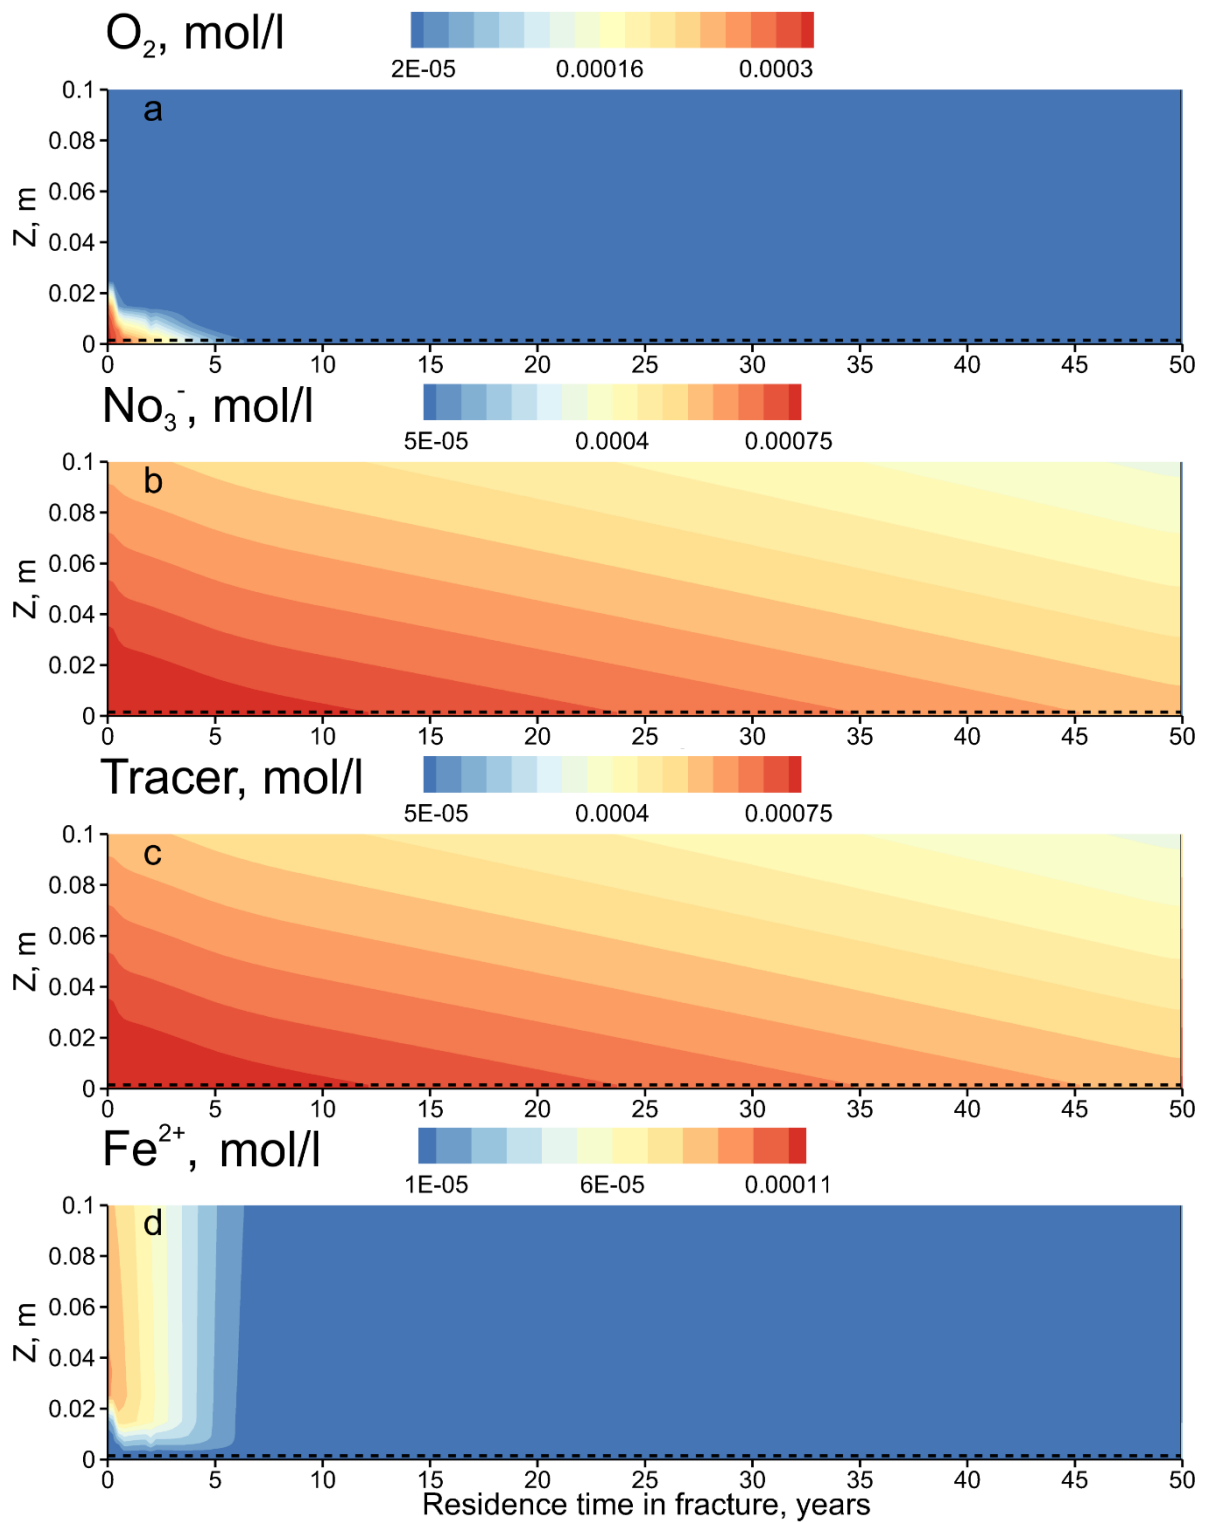 O₂, mol/l
2E-05 0.00016 0.0003
a
0.1
0.08
0.06
0.04
0.02
0
Z, m
0 5 10 15 20 25 30 35 40 45 50
No₃⁻, mol/l
5E-05 0.0004 0.00075
b
0.1
0.08
0.06
0.04
0.02
0
Z, m
0 5 10 15 20 25 30 35 40 45 50
Tracer, mol/l
5E-05 0.0004 0.00075
c
0.1
0.08
0.06
0.04
0.02
0
Z, m
0 5 10 15 20 25 30 35 40 45 50
Fe²⁺, mol/l
1E-05 6E-05 0.00011
d
0.1
0.08
0.06
0.04
0.02
0
Z, m
0 5 10 15 20 25 30 35 40 45 50
Residence time in fracture, years